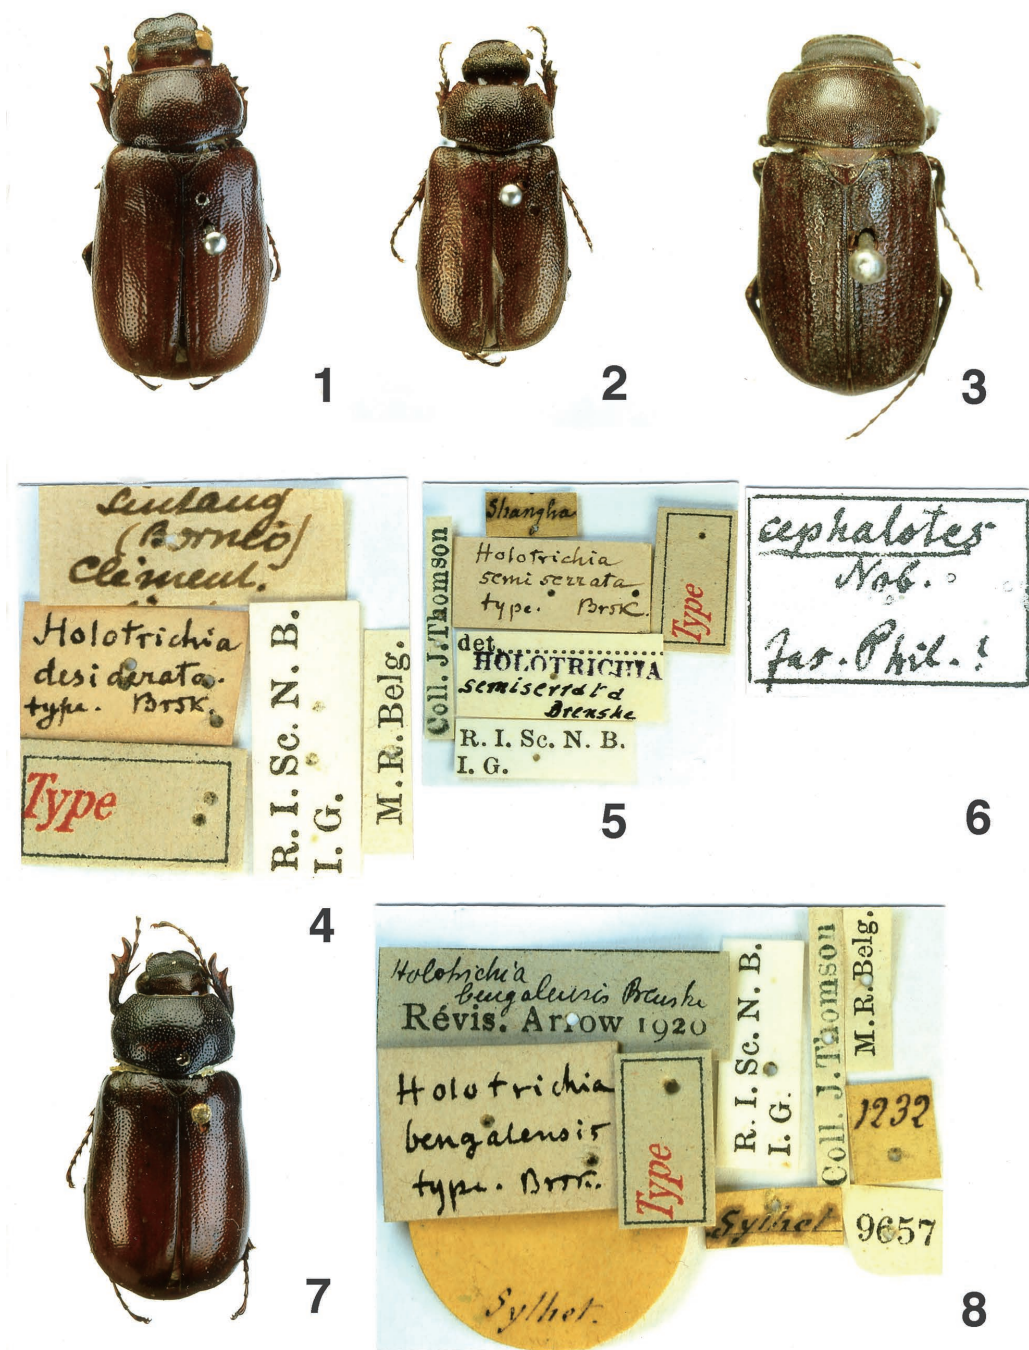 1
2
3
Sintang
(Borneo)
Clément.
Holotrichia
desiderata.
type. Brsk.
Type
R. I. Sc. N. B.
I. G.
M. R. Belg.
4
Shangha
Coll. J. Thomson
Holotrichia
semiserrata
type. Brsk.
Type
det.
HOLOTRICHIA
semiserrata
Brenske
R. I. Sc. N. B.
I. G.
5
cephalotes
Nob.
Jav. Phil. !
6
7
Holotrichia
bengalensis Brenske
Révis. Arrow 1920
Holotrichia
bengalensis
type. Brsk.
Type
R. I. Sc. N. B.
I. G.
Coll. J. Thomson
M. R. Belg.
1232
Sylhet
9657
Sylhet.
8